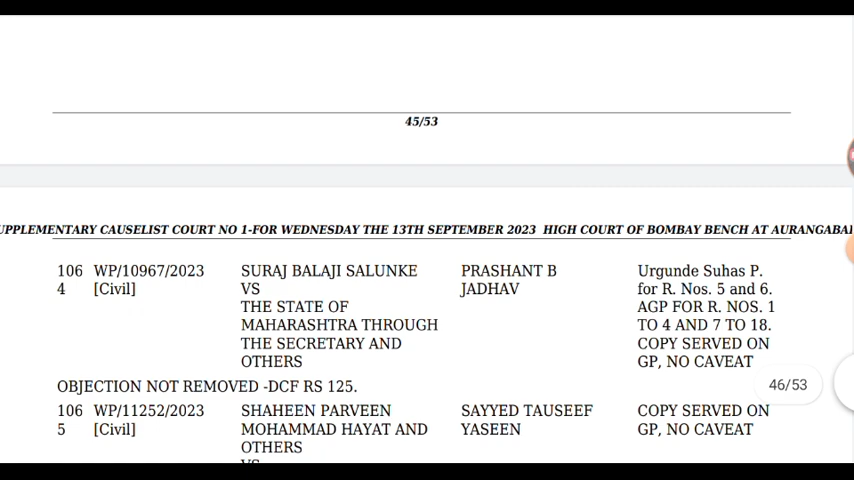 45/53
UPPLEMENTARY CAUSELIST COURT NO 1-FOR WEDNESDAY THE 13TH SEPTEMBER 2023 HIGH COURT OF BOMBAY BENCH AT AURANGABAD
106 WP/10967/2023 SURAJ BALAJI SALUNKE PRASHANT B Urgunde Suhas P.
4 [Civil] VS JADHAV for R. Nos. 5 and 6.
THE STATE OF AGP FOR R. NOS. 1
MAHARASHTRA THROUGH TO 4 AND 7 TO 18.
THE SECRETARY AND COPY SERVED ON
OTHERS GP, NO CAVEAT
OBJECTION NOT REMOVED -DCF RS 125.
46/53
106 WP/11252/2023 SHAHEEN PARVEEN SAYYED TAUSEEF COPY SERVED ON
5 [Civil] MOHAMMAD HAYAT AND YASEEN GP, NO CAVEAT
OTHERS
VS